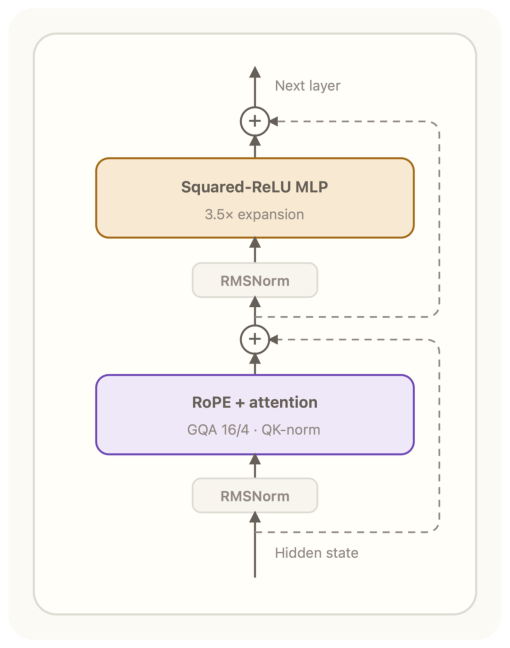 Next layer
+
Squared-ReLU MLP
3.5× expansion
RMSNorm
+
RoPE + attention
GQA 16/4 · QK-norm
RMSNorm
Hidden state